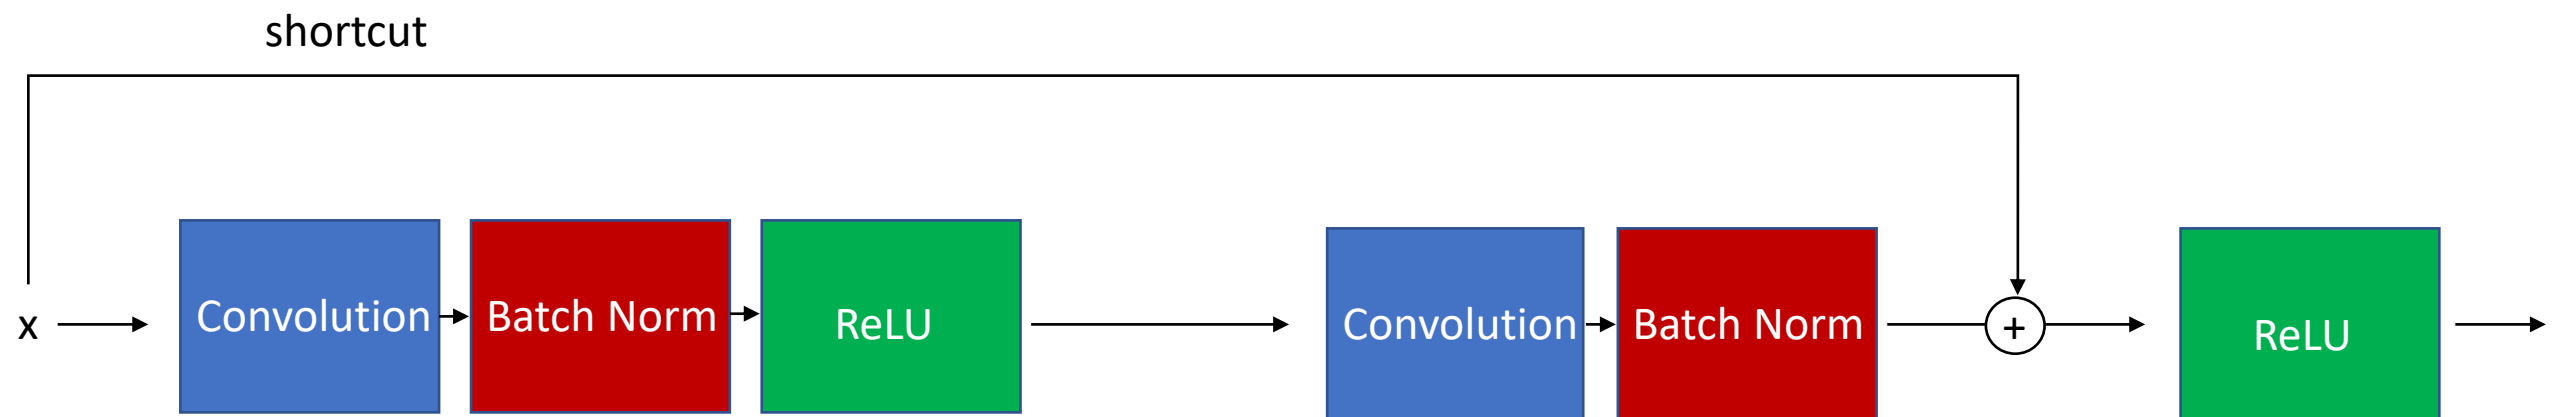 shortcut
x
Convolution
Batch Norm
ReLU
Convolution
Batch Norm
+
ReLU